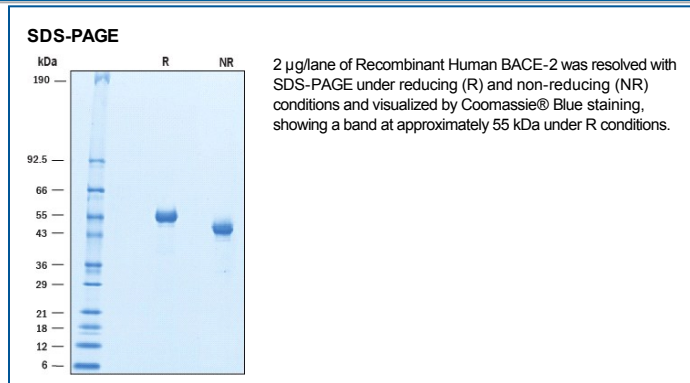 SDS-PAGE
kDa R NR
190
92.5
66
55
43
36
29
21
18
12
6
2 μg/lane of Recombinant Human BACE-2 was resolved with
SDS-PAGE under reducing (R) and non-reducing (NR)
conditions and visualized by Coomassie® Blue staining,
showing a band at approximately 55 kDa under R conditions.